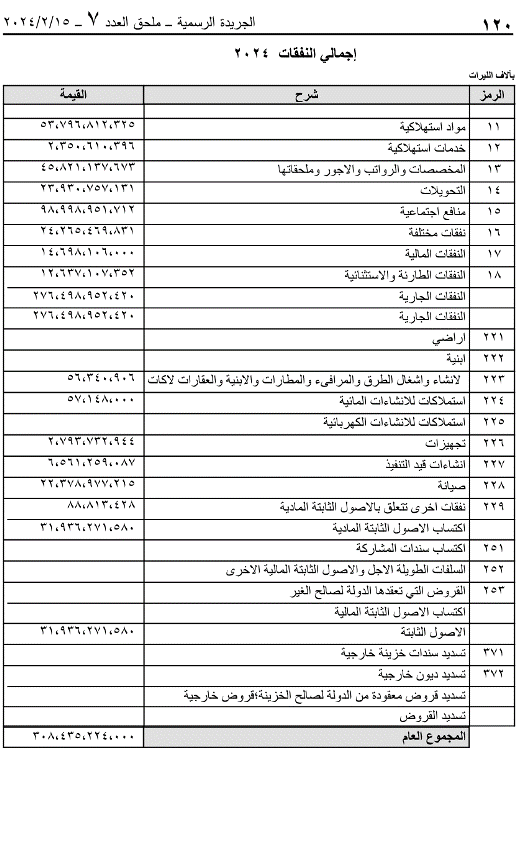 ١٢٠ الجريدة الرسمية ــ ملحق العدد ٧ ــ ٢٠٢٤/٢/١٥
إجمالي النفقات ٢٠٢٤
بآلاف الليرات
الرمز شرح القيمة
١١ مواد استهلاكية ٥٣،٧٩٦،٨١٢،٣٢٥
١٢ خدمات استهلاكية ٢،٣٥٠،٦١٠،٣٩٦
١٣ المخصصات والرواتب والاجور وملحقاتها ٤٥،٨٢١،١٣٧،٦٧٣
١٤ التحويلات ٢٣،٩٣٠،٧٥٧،١٣١
١٥ منافع اجتماعية ٩٨،٩٩٨،٩٥١،٧١٢
١٦ نفقات مختلفة ٢٤،٢٦٥،٤٦٩،٨٣١
١٧ النفقات المالية ١٤،٦٩٨،١٠٦،٠٠٠
١٨ النفقات الطارئة والاستثنائية ١٢،٦٣٧،١٠٧،٣٥٢
النفقات الجارية ٢٧٦،٤٩٨،٩٥٢،٤٢٠
النفقات الجارية ٢٧٦،٤٩٨،٩٥٢،٤٢٠
٢٢١ اراضي
٢٢٢ ابنية
٢٢٣ لانشاء واشغال الطرق والمرافىء والمطارات والابنية والعقارات لاكات ٥٦،٣٤٠،٩٠٦
٢٢٤ استملاكات للانشاءات المائية ٥٧،١٤٨،٠٠٠
٢٢٥ استملاكات للانشاءات الكهربائية
٢٢٦ تجهيزات ٢،٧٩٣،٧٣٢،٩٤٤
٢٢٧ انشاءات قيد التنفيذ ٦،٥٦١،٢٥٩،٠٨٧
٢٢٨ صيانة ٢٢،٣٧٨،٩٧٧،٢١٥
٢٢٩ نفقات اخرى تتعلق بالاصول الثابتة المادية ٨٨،٨١٣،٤٢٨
اكتساب الاصول الثابتة المادية ٣١،٩٣٦،٢٧١،٥٨٠
٢٥١ اكتساب سندات المشاركة
٢٥٢ السلفات الطويلة الاجل والاصول الثابتة المالية الاخرى
٢٥٣ القروض التي تعقدها الدولة لصالح الغير
اكتساب الاصول الثابتة المالية
الاصول الثابتة ٣١،٩٣٦،٢٧١،٥٨٠
٣٧١ تسديد سندات خزينة خارجية
٣٧٢ تسديد ديون خارجية
تسديد قروض معقودة من الدولة لصالح الخزينة؛قروض خارجية
تسديد القروض
المجموع العام ٣٠٨،٤٣٥،٢٢٤،٠٠٠